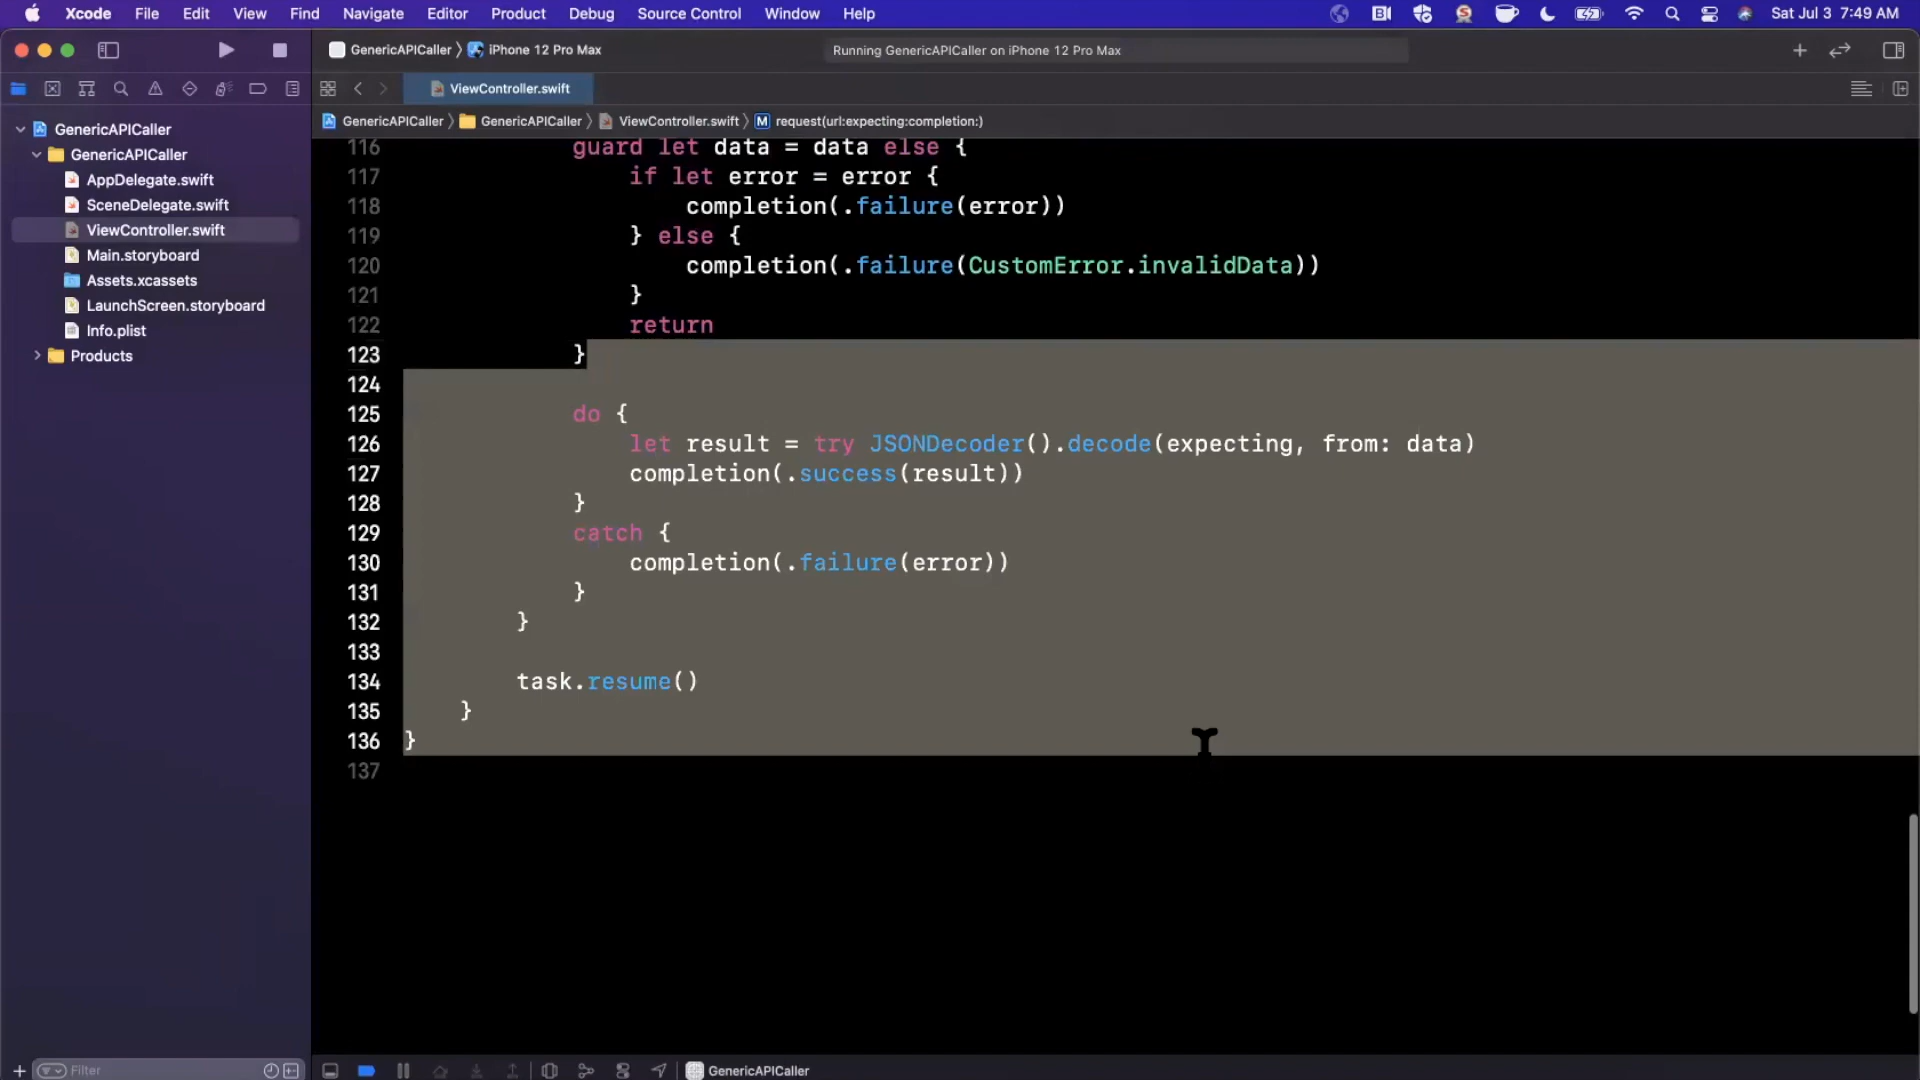 Xcode File Edit View Find Navigate Editor Product Debug Source Control Window Help Sat Jul 3 7:49 AM
GenericAPICaller iPhone 12 Pro Max Running GenericAPICaller on iPhone 12 Pro Max
ViewController.swift
GenericAPICaller GenericAPICaller ViewController.swift M request(url:expecting:completion:)
GenericAPICaller
GenericAPICaller
AppDelegate.swift
SceneDelegate.swift
ViewController.swift
Main.storyboard
Assets.xcassets
LaunchScreen.storyboard
Info.plist
Products
116 guard let data = data else {
117 if let error = error {
118 completion(.failure(error))
119 } else {
120 completion(.failure(CustomError.invalidData))
121 }
122 return
123 }
124
125 do {
126 let result = try JSONDecoder().decode(expecting, from: data)
127 completion(.success(result))
128 }
129 catch {
130 completion(.failure(error))
131 }
132 }
133
134 task.resume()
135 }
136 }
137
Filter GenericAPICaller